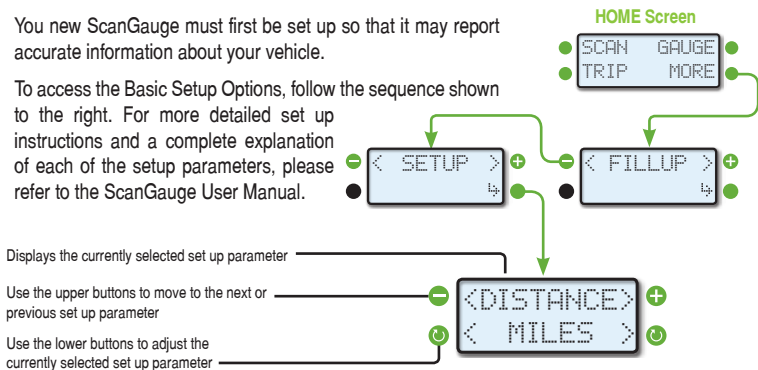 You new ScanGauge must first be set up so that it may report
accurate information about your vehicle.
To access the Basic Setup Options, follow the sequence shown
to the right. For more detailed set up
instructions and a complete explanation
of each of the setup parameters, please
refer to the ScanGauge User Manual.
HOME Screen
SCAN GAUGE
TRIP MORE
< FILLUP >
< SETUP >
Displays the currently selected set up parameter
Use the upper buttons to move to the next or
previous set up parameter
Use the lower buttons to adjust the
currently selected set up parameter
<DISTANCE>
< MILES >